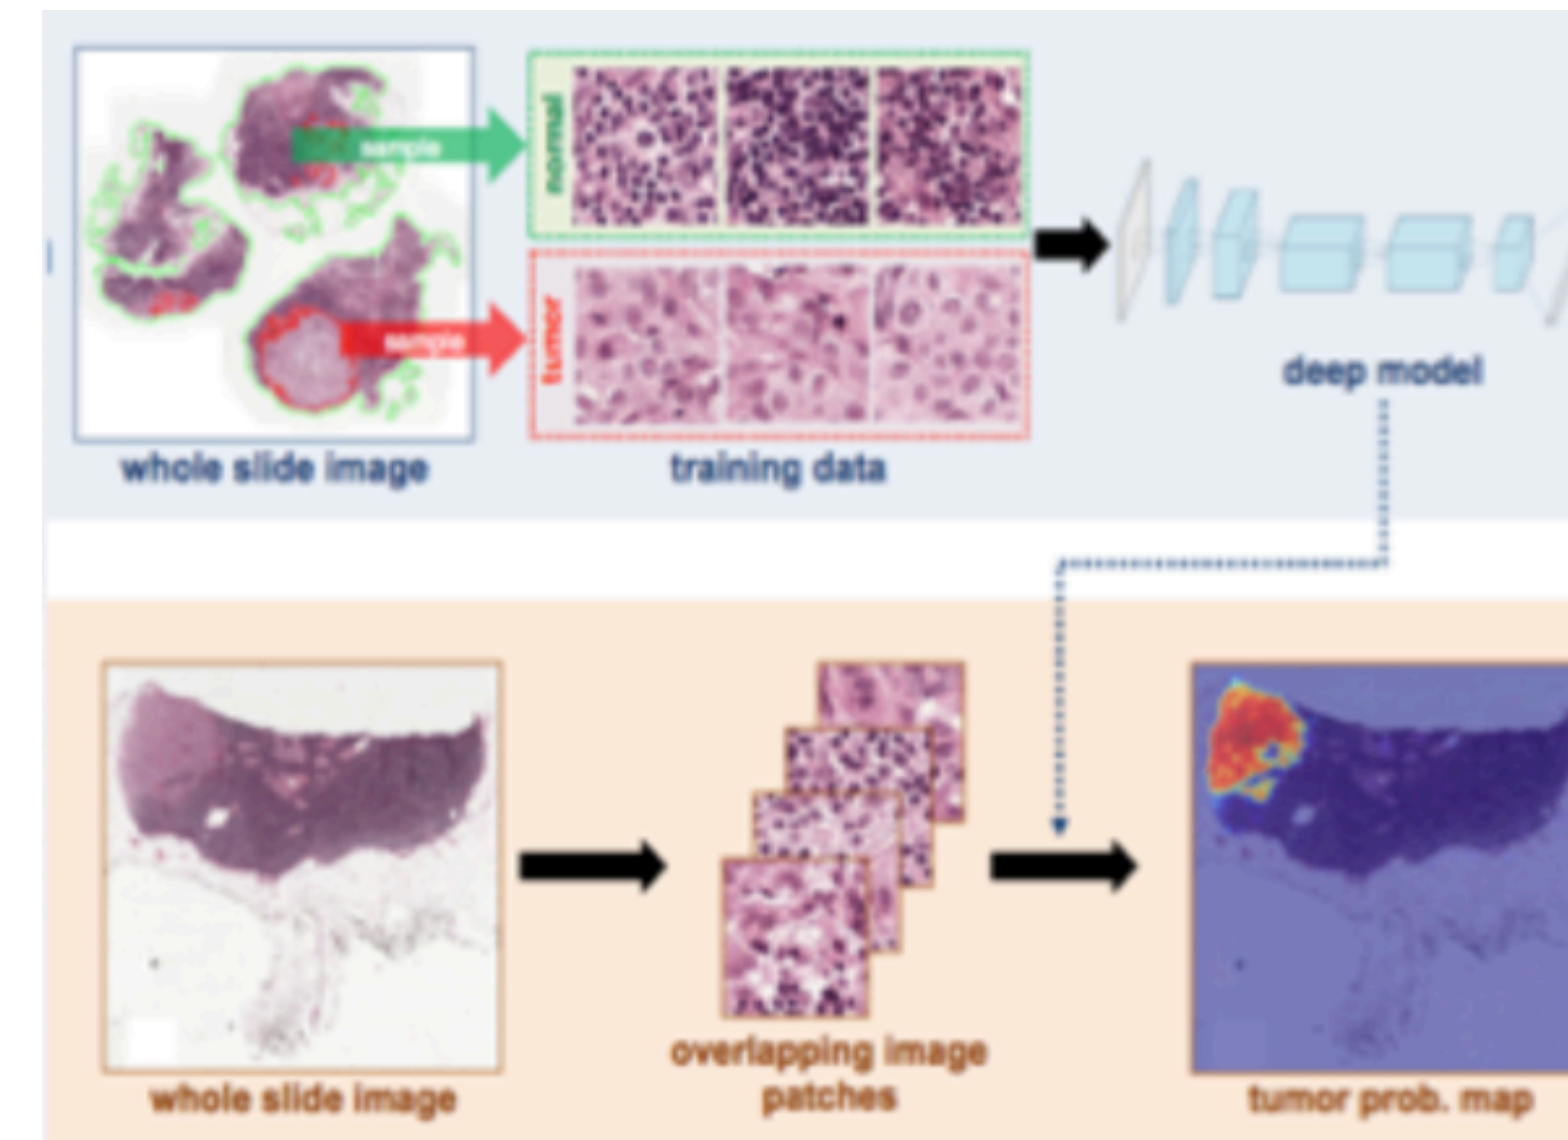 sample
normal
sample
tumor
deep model
whole slide image
training data
overlapping image
patches
whole slide image
tumor prob. map